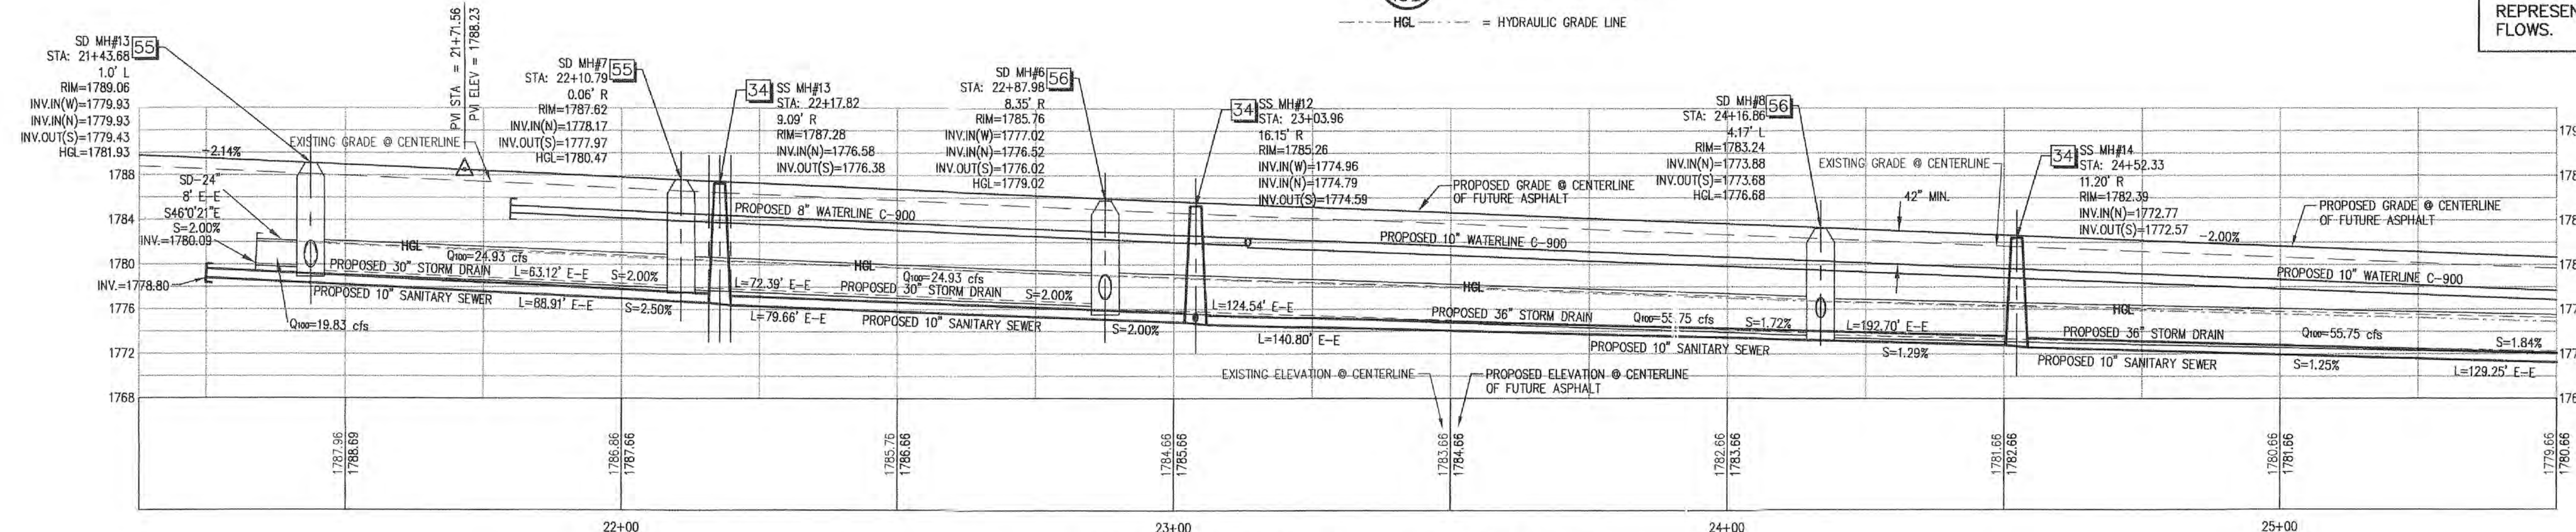 HGL = HYDRAULIC GRADE LINE
REPRESEN
FLOWS.
SD MH#13 55
STA: 21+43.68
1.0' L
RIM=1789.06
INV.IN(W)=1779.93
INV.IN(N)=1779.93
INV.OUT(S)=1779.43
HGL=1781.93
PVI STA = 21+71.56
PVI ELEV = 1788.23
SD MH#7 55
STA: 22+10.79
0.06' R
RIM=1787.62
INV.IN(N)=1778.17
INV.OUT(S)=1777.97
HGL=1780.47
34 SS MH#13
STA: 22+17.82
9.09' R
RIM=1787.28
INV.IN(N)=1776.58
INV.OUT(S)=1776.38
SD MH#6 56
STA: 22+87.98
8.35' R
RIM=1785.76
INV.IN(W)=1777.02
INV.IN(N)=1776.52
INV.OUT(S)=1776.02
HGL=1779.02
34 SS MH#12
STA: 23+03.96
16.15' R
RIM=1785.26
INV.IN(W)=1774.96
INV.IN(N)=1774.79
INV.OUT(S)=1774.59
SD MH#8 56
STA: 24+16.86
4.17' L
RIM=1783.24
INV.IN(N)=1773.88
INV.OUT(S)=1773.68
HGL=1776.68
34 SS MH#14
STA: 24+52.33
11.20' R
RIM=1782.39
INV.IN(N)=1772.77
INV.OUT(S)=1772.57
EXISTING GRADE @ CENTERLINE
-2.14%
PROPOSED GRADE @ CENTERLINE
OF FUTURE ASPHALT
EXISTING GRADE @ CENTERLINE
42" MIN.
PROPOSED GRADE @ CENTERLINE
OF FUTURE ASPHALT
-2.00%
1788
1784
1780
1776
1772
1768
SD-24"
8' E-E
S46°0'21"E
S=2.00%
INV.=1780.09
INV.=1778.80
PROPOSED 8" WATERLINE C-900
PROPOSED 10" WATERLINE C-900
PROPOSED 10" WATERLINE C-900
HGL
Q100=24.93 cfs
PROPOSED 30" STORM DRAIN L=63.12' E-E S=2.00%
PROPOSED 10" SANITARY SEWER L=88.91' E-E S=2.50%
Q100=19.83 cfs
HGL
Q100=24.93 cfs
L=72.39' E-E PROPOSED 30" STORM DRAIN S=2.00%
L=79.66' E-E PROPOSED 10" SANITARY SEWER S=2.00%
HGL
L=124.54' E-E PROPOSED 36" STORM DRAIN Q100=55.75 cfs S=1.72%
L=140.80' E-E PROPOSED 10" SANITARY SEWER S=1.29%
HGL
L=192.70' E-E PROPOSED 36" STORM DRAIN Q100=55.75 cfs S=1.84%
PROPOSED 10" SANITARY SEWER S=1.25% L=129.25' E-E
EXISTING ELEVATION @ CENTERLINE
PROPOSED ELEVATION @ CENTERLINE
OF FUTURE ASPHALT
1787.96
1788.69
1786.86
1787.66
1785.76
1786.66
1784.66
1785.66
1783.66
1784.66
1782.66
1783.66
1781.66
1782.66
1780.66
1781.66
1779.66
1780.66
22+00 23+00 24+00 25+00